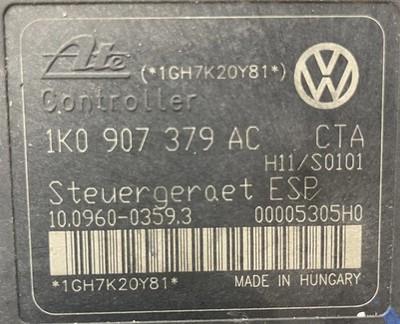 Ate (*1GH7K20Y81*)
Controller
1K0 907 379 AC CTA
H11/S0101
Steuergeraet ESP
10.0960-0359.3 00005305H0
*1GH7K20Y81* MADE IN HUNGARY